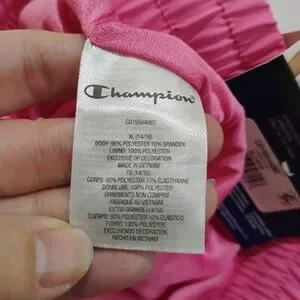 Champion
XL(14/16)
BODY: 90% POLYESTER 10% SPANDEX
LINING: 100% POLYESTER
EXCLUSIVE OF DECORATION
MADE IN VIETNAM
TG (14/16)
CORPS: 90% POLYESTER 10% ÉLASTHANNE
DOUBLURE: 100% POLYESTER
ORNEMENTS NON COMPRIS
FABRIQUÉ AU VIETNAM
EXTRA GRANDE (14/16)
CUERPO: 90% POLIÉSTER 10% ELÁSTICO
FORRO: 100% POLIÉSTER
EXCLUYENDO DECORACIÓN
HECHO EN VIETNAM